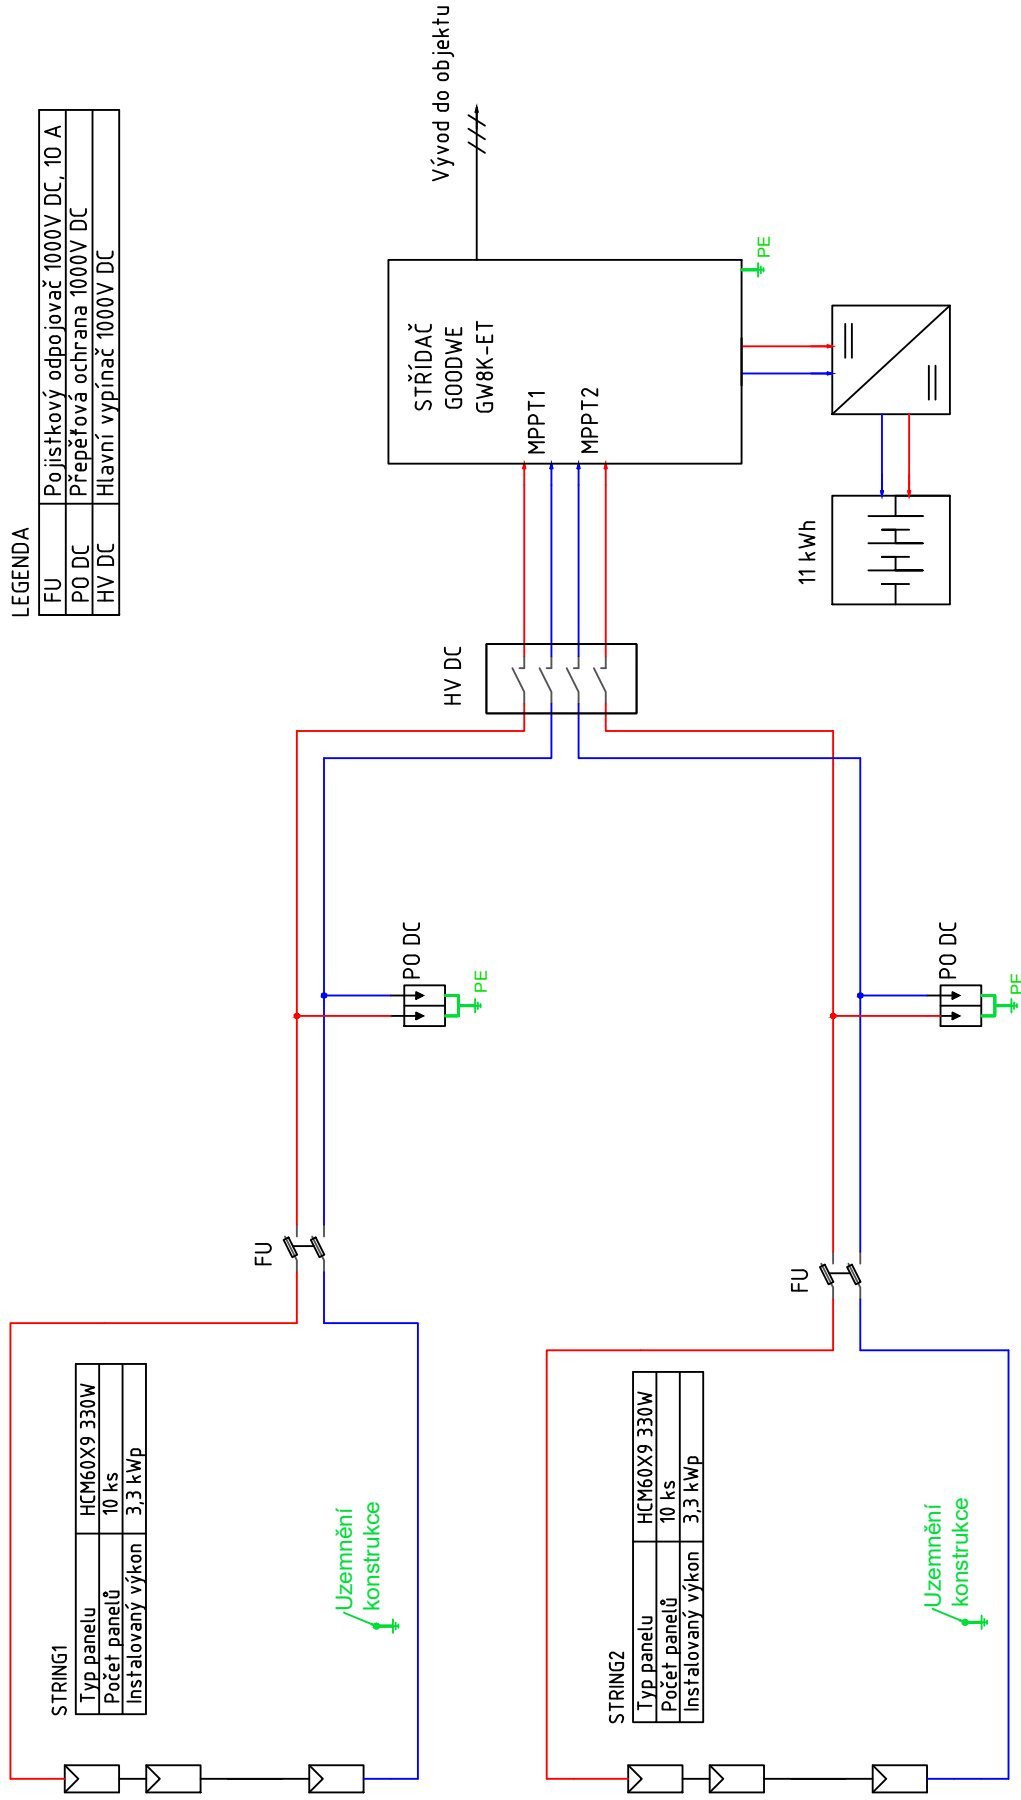 LEGENDA
FU Pojistkový odpojovač 1000V DC, 10 A
PO DC Přepěťová ochrana 1000V DC
HV DC Hlavní vypínač 1000V DC
STRING1
Typ panelu HCM60X9 330W
Počet panelů 10 ks
Instalovaný výkon 3,3 kWp
Uzemnění
konstrukce
FU
PO DC
PE
HV DC
Vývod do objektu
STŘÍDAČ
GOODWE
GW8K-ET
MPPT1
MPPT2
PE
11 kWh
STRING2
Typ panelu HCM60X9 330W
Počet panelů 10 ks
Instalovaný výkon 3,3 kWp
Uzemnění
konstrukce
FU
PO DC
PE